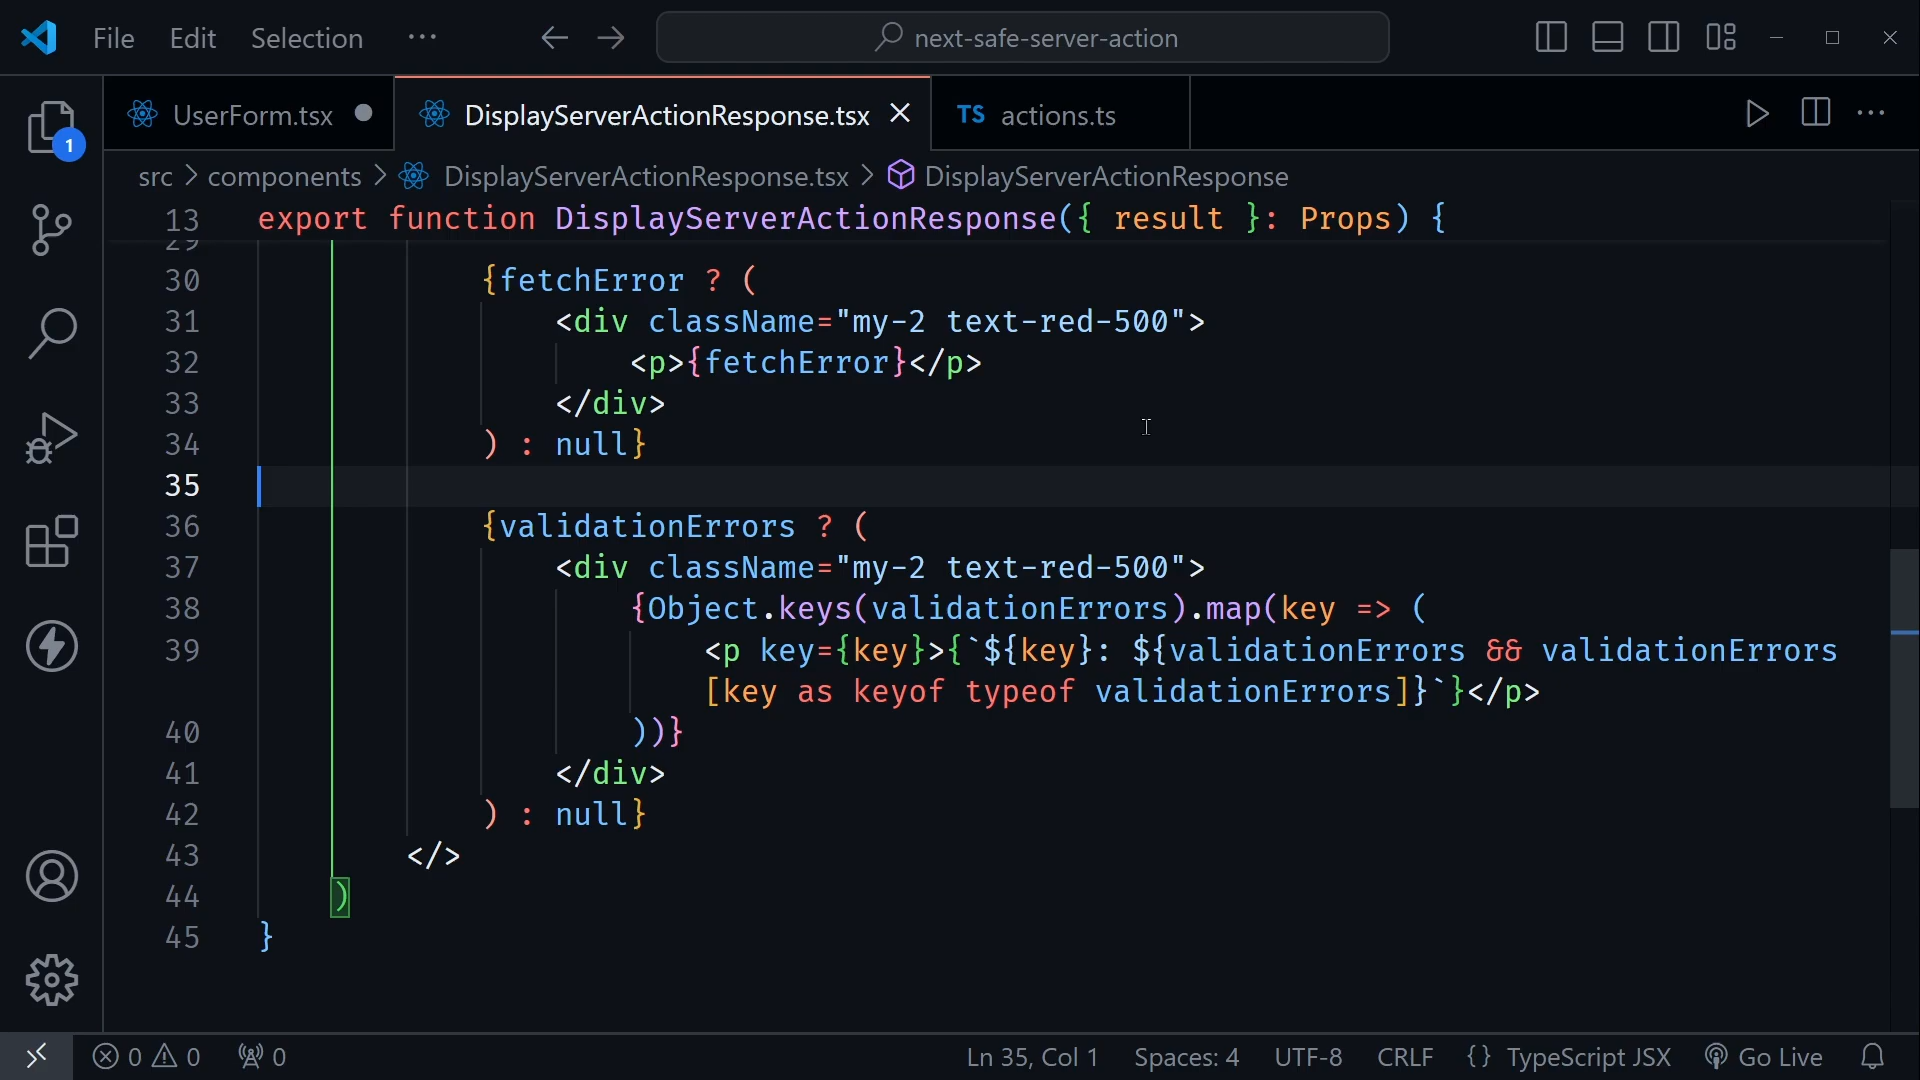 File Edit Selection ··· next-safe-server-action
UserForm.tsx DisplayServerActionResponse.tsx TS actions.ts
1
src > components > DisplayServerActionResponse.tsx > DisplayServerActionResponse
13 export function DisplayServerActionResponse({ result }: Props) {
29
30 {fetchError ? (
31 <div className="my-2 text-red-500">
32 <p>{fetchError}</p>
33 </div>
34 ) : null}
35
36 {validationErrors ? (
37 <div className="my-2 text-red-500">
38 {Object.keys(validationErrors).map(key => (
39 <p key={key}>{`${key}: ${validationErrors && validationErrors
[key as keyof typeof validationErrors]}`}</p>
40 ))}
41 </div>
42 ) : null}
43 </>
44 )
45 }
0 0 0 Ln 35, Col 1 Spaces: 4 UTF-8 CRLF {} TypeScript JSX Go Live